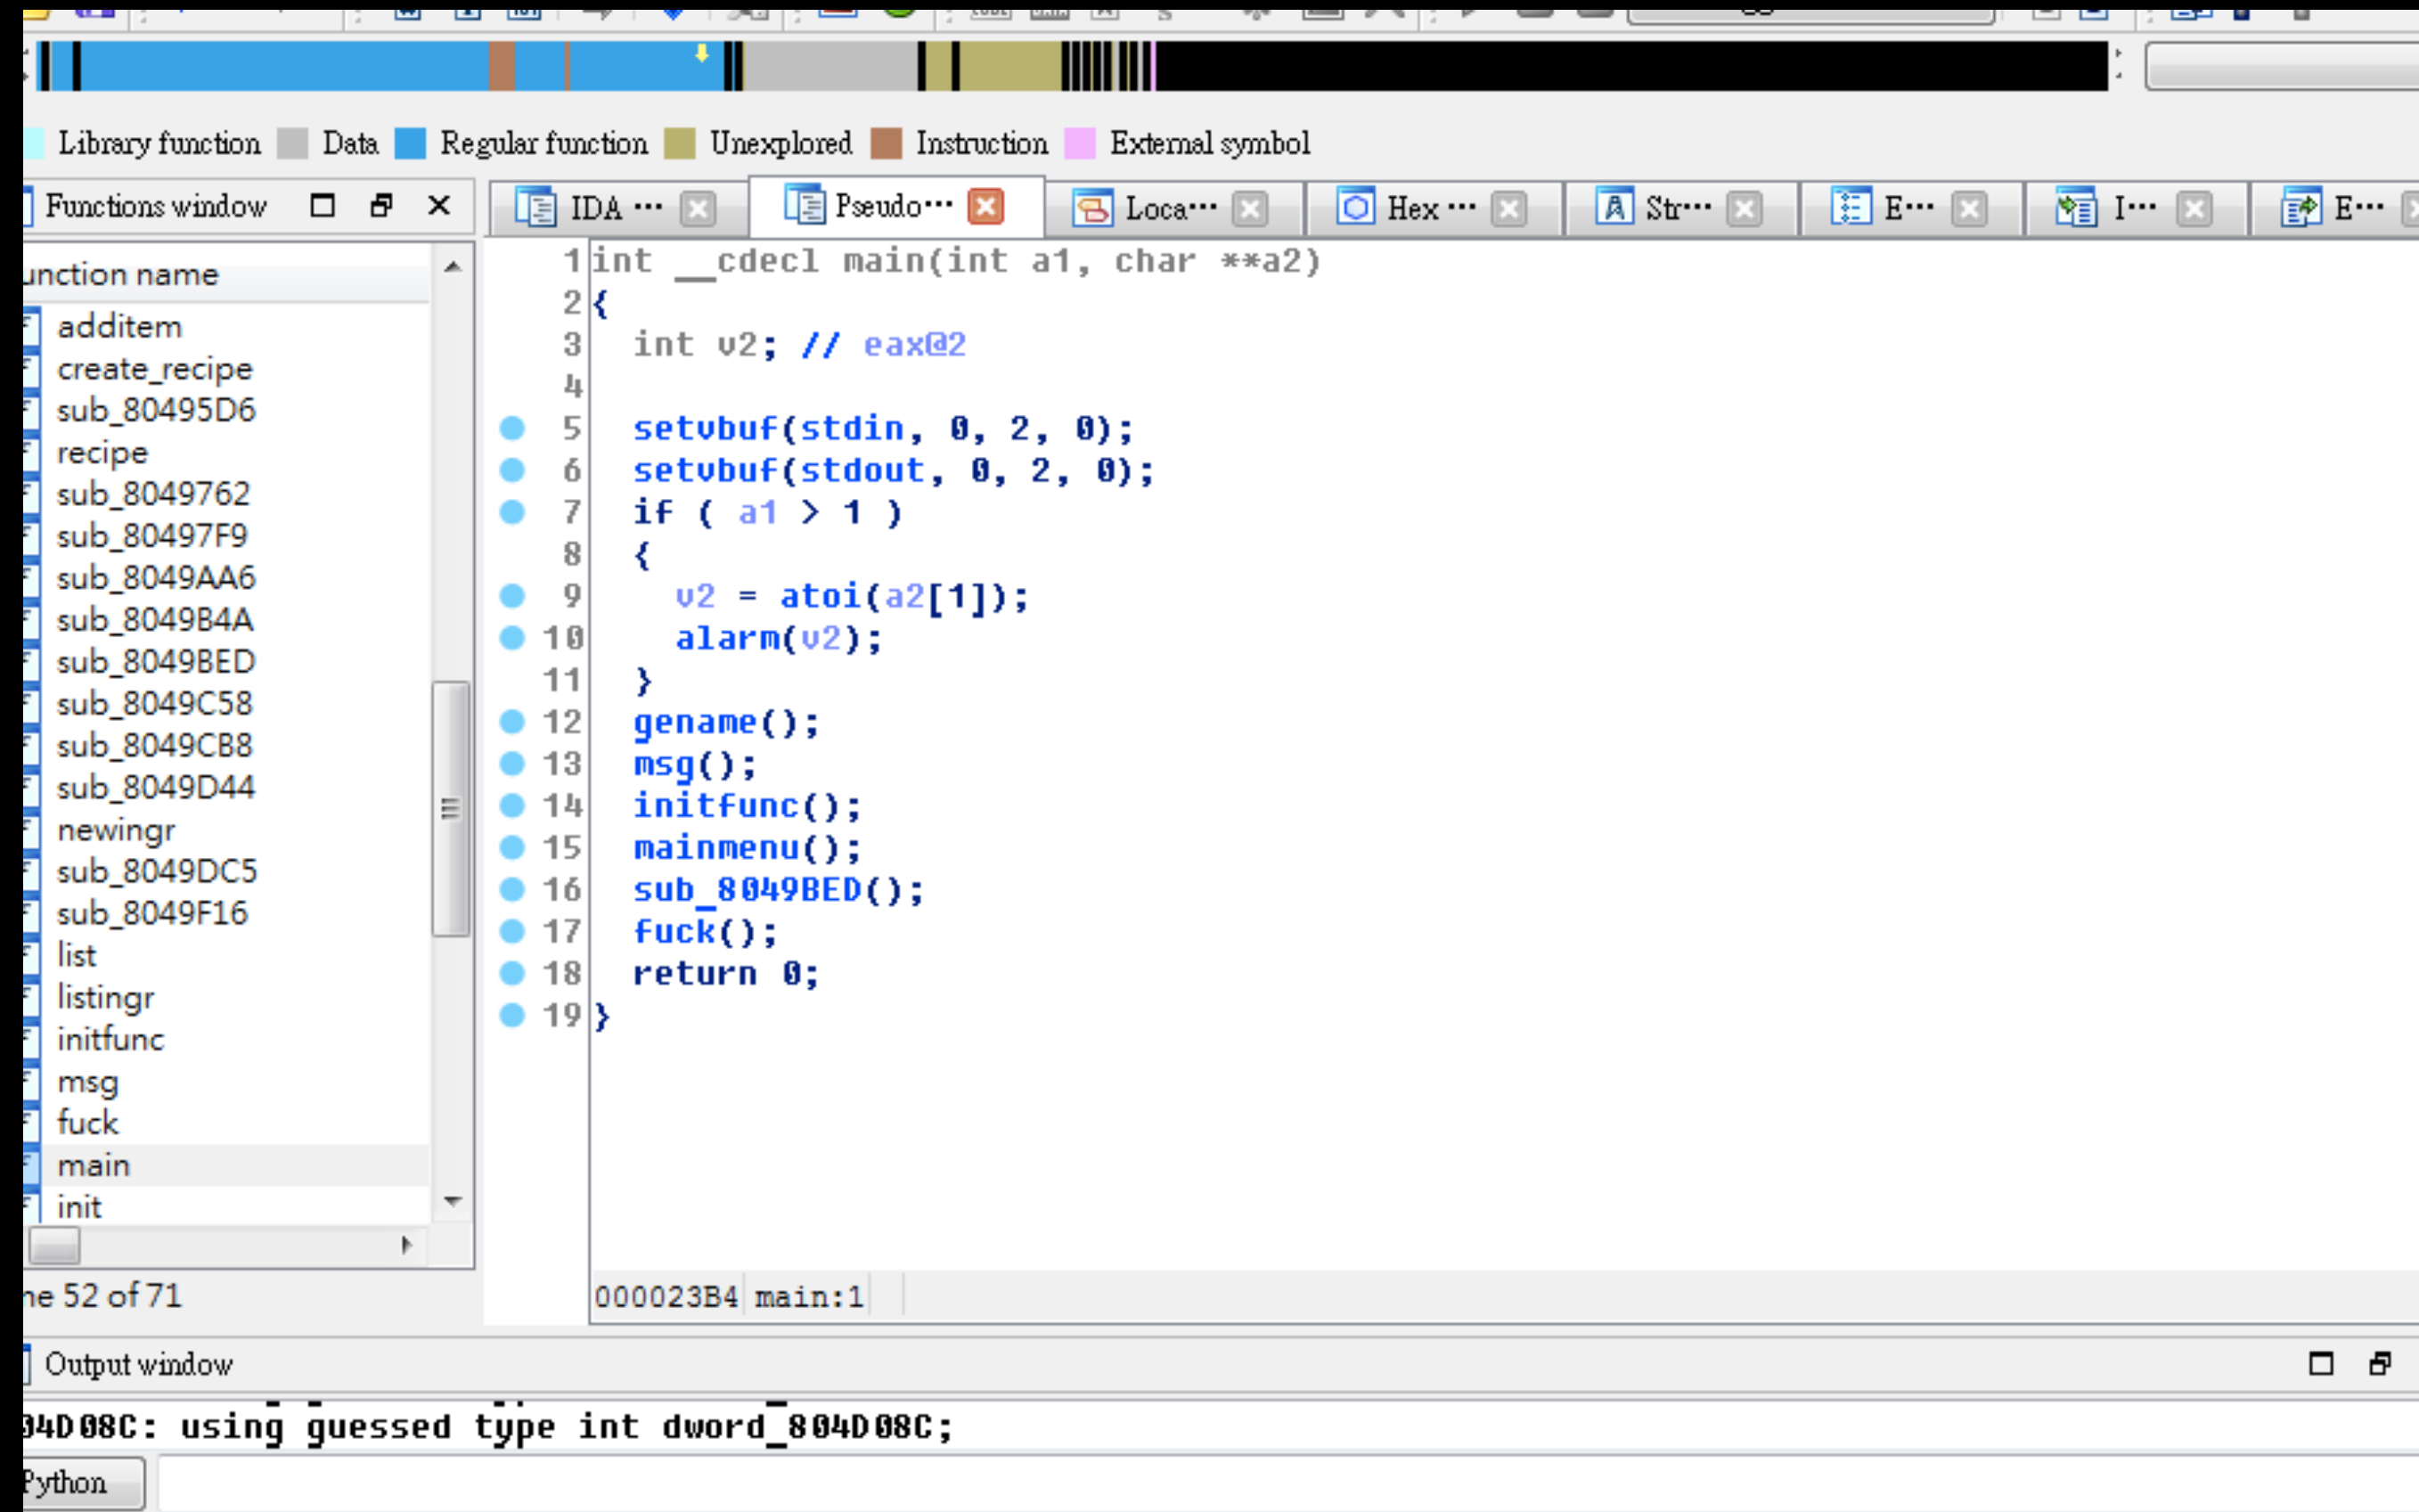 Library function Data Regular function Unexplored Instruction External symbol
Functions window
IDA ··· Pseudo··· Loca··· Hex ··· Str··· E··· I··· E···
unction name
additem
create_recipe
sub_80495D6
recipe
sub_8049762
sub_80497F9
sub_8049AA6
sub_8049B4A
sub_8049BED
sub_8049C58
sub_8049CB8
sub_8049D44
newingr
sub_8049DC5
sub_8049F16
list
listingr
initfunc
msg
fuck
main
init
ne 52 of 71
1 int __cdecl main(int a1, char **a2)
2 {
3 int v2; // eax@2
4
5 setvbuf(stdin, 0, 2, 0);
6 setvbuf(stdout, 0, 2, 0);
7 if ( a1 > 1 )
8 {
9 v2 = atoi(a2[1]);
10 alarm(v2);
11 }
12 gename();
13 msg();
14 initfunc();
15 mainmenu();
16 sub_8049BED();
17 fuck();
18 return 0;
19 }
000023B4 main:1
Output window
04D08C: using guessed type int dword_804D08C;
Python